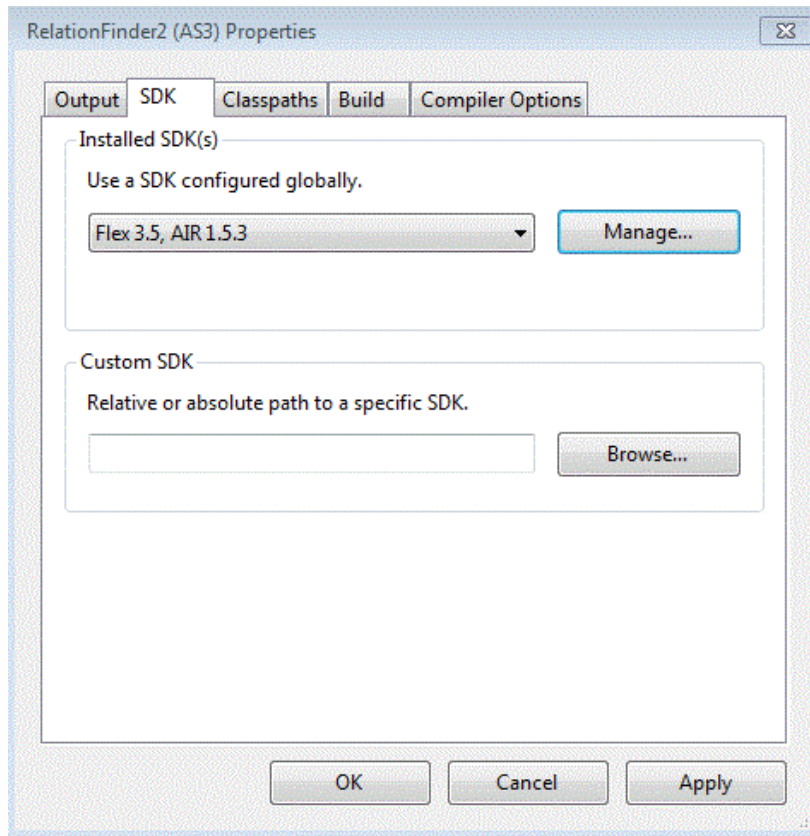 RelationFinder2 (AS3) Properties
Output SDK Classpaths Build Compiler Options
Installed SDK(s)
Use a SDK configured globally.
Flex 3.5, AIR 1.5.3 Manage...
Custom SDK
Relative or absolute path to a specific SDK.
Browse...
OK Cancel Apply